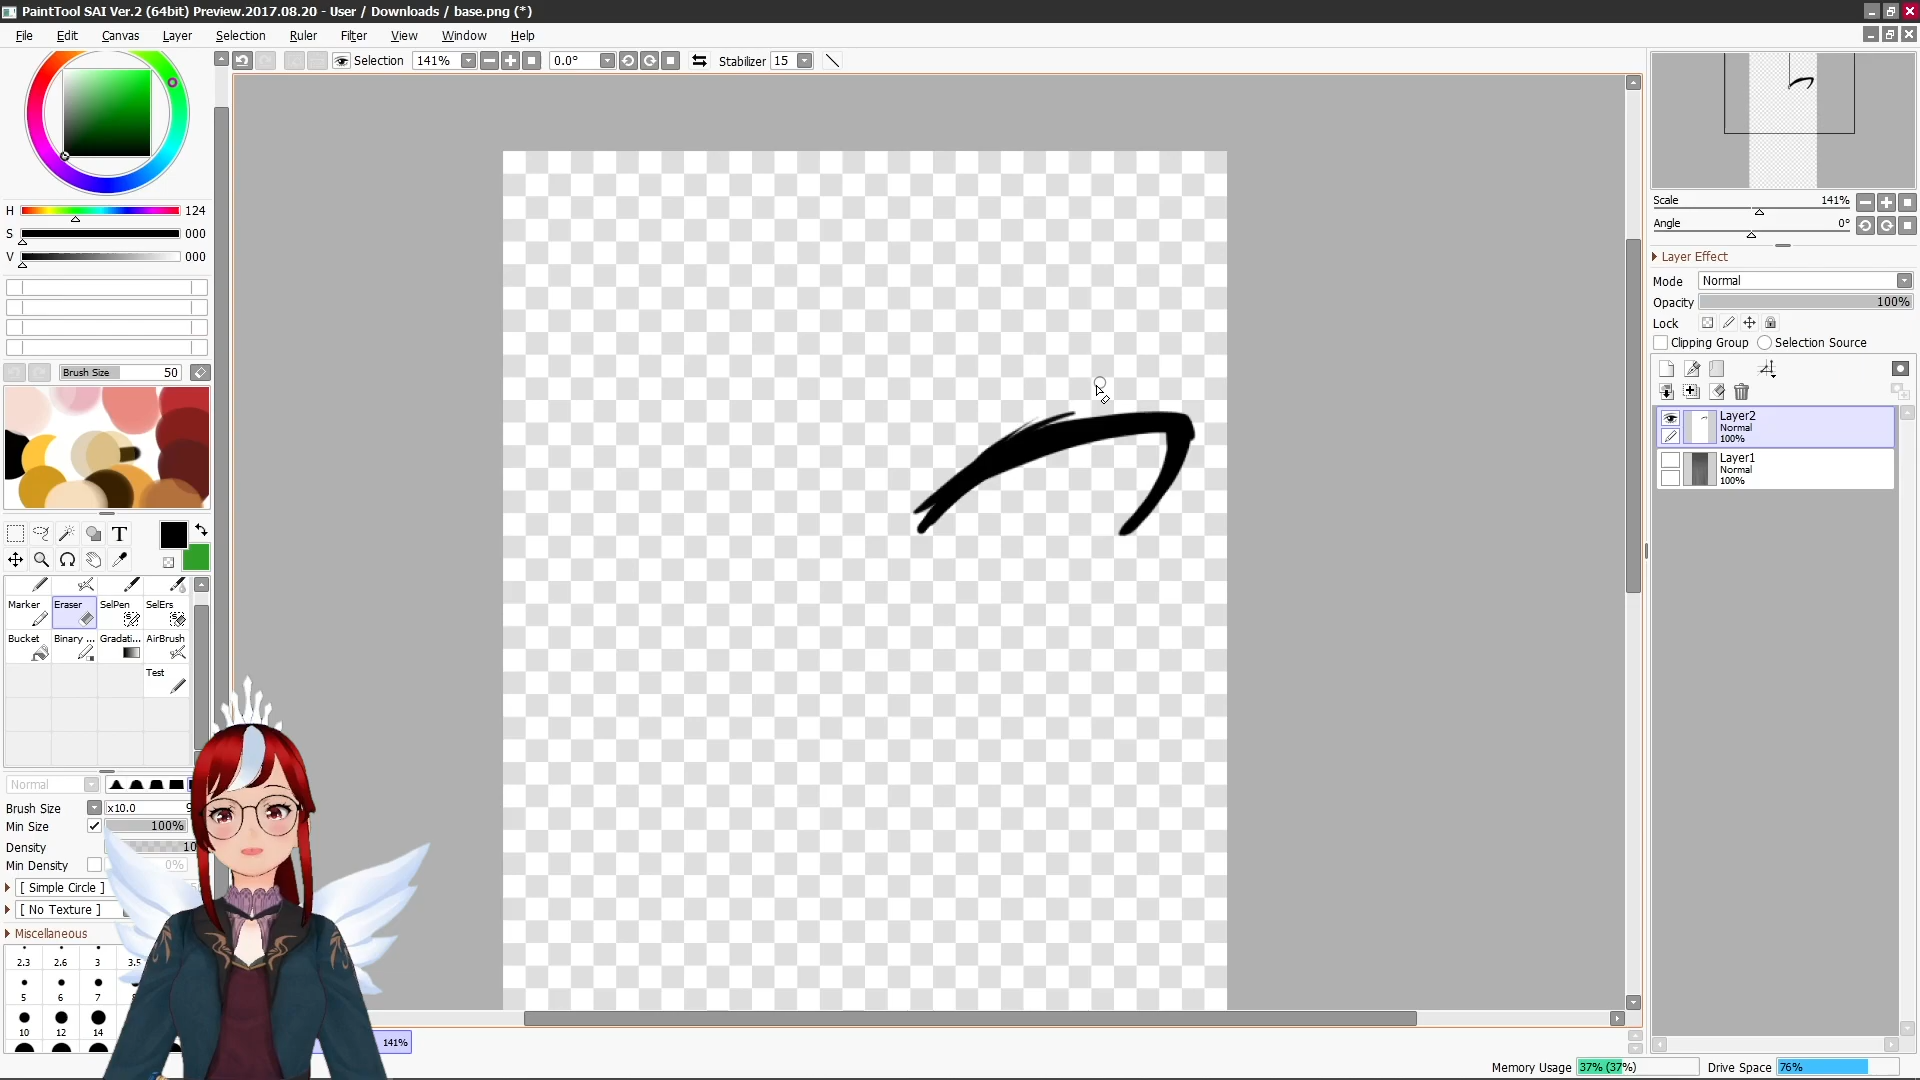 PaintTool SAI Ver.2 (64bit) Preview.2017.08.20 - User / Downloads / base.png (*)
File Edit Canvas Layer Selection Ruler Filter View Window Help
Selection 141% 0.0° Stabilizer 15
H 124
S 000
V 000
Brush Size 50
T
Marker Eraser SelPen SelErs
Bucket Binary ... Gradati... AirBrush
Test
Normal
Brush Size x10.0
Min Size 100%
Density
Min Density 0%
[ Simple Circle ]
[ No Texture ]
Miscellaneous
2.3 2.6 3 3.5
5 6 7
10 12 14
141%
Scale 141%
Angle 0°
Layer Effect
Mode Normal
Opacity 100%
Lock
Clipping Group Selection Source
Layer2
Normal
100%
Layer1
Normal
100%
Memory Usage 37% (37%) Drive Space 76%